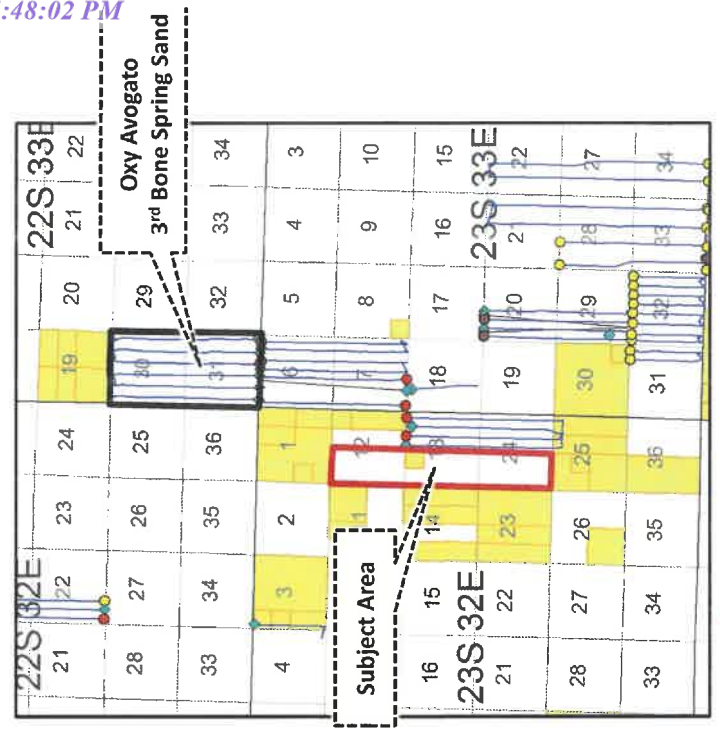 :48:02 PM
Oxy Avogato
3rd Bone Spring Sand
22S 32E 22S 33E
21 22 23 24 19 20 21 22
28 27 26 25 30 29
33 34 35 36 31 32 33 34
4 3 2 1 6 5 4 3
1 12 7 8 9 10
Subject Area
16 15 14 13 18 17 16 15
23S 32E 23S 33E
21 22 23 24 19 20 2 22
28 27 26 25 30 29 28 27
33 34 35 36 31 32 33 34